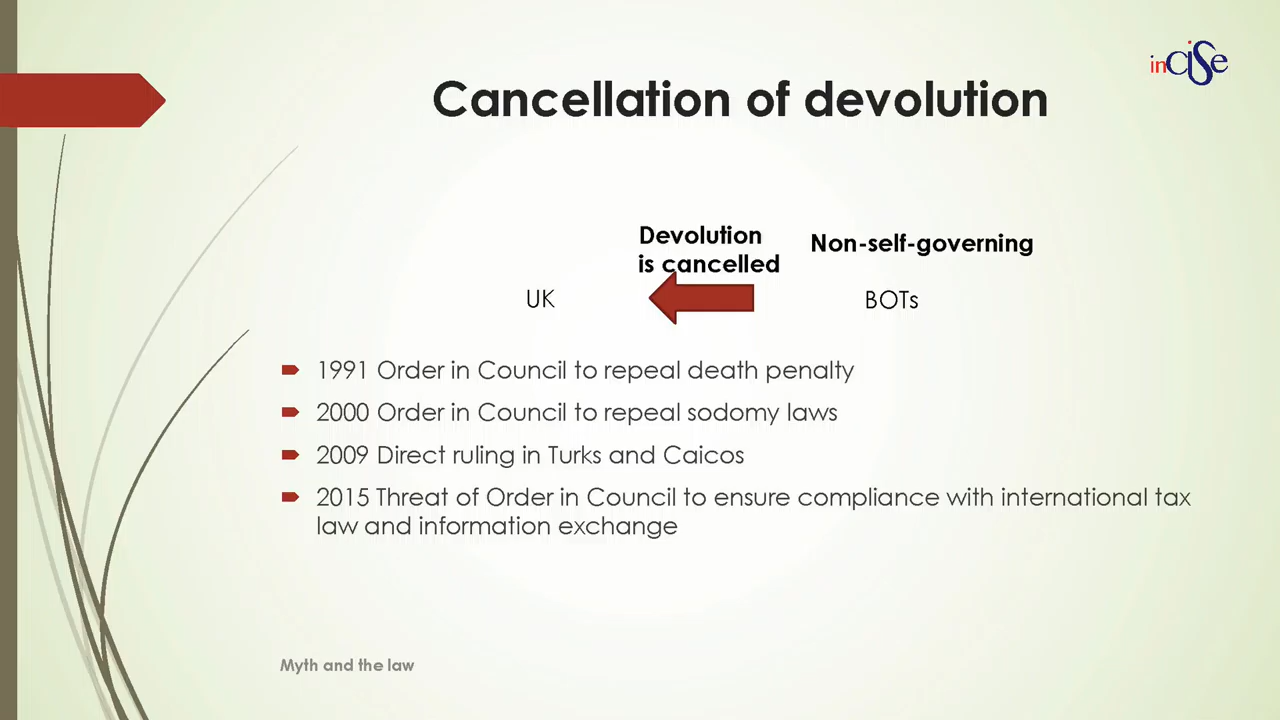 inCISe
Cancellation of devolution
Devolution
is cancelled
Non-self-governing
UK
BOTs
1991 Order in Council to repeal death penalty
2000 Order in Council to repeal sodomy laws
2009 Direct ruling in Turks and Caicos
2015 Threat of Order in Council to ensure compliance with international tax
law and information exchange
Myth and the law